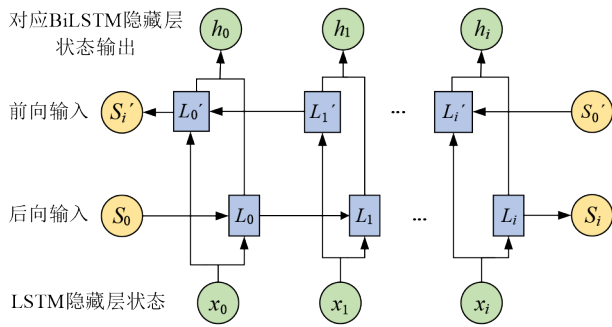 对应BiLSTM隐藏层
状态输出
h₀ h₁ hᵢ
前向输入 Sᵢ′ L₀′ L₁′ ... Lᵢ′ S₀′
后向输入 S₀ L₀ L₁ ... Lᵢ Sᵢ
LSTM隐藏层状态 x₀ x₁ xᵢ